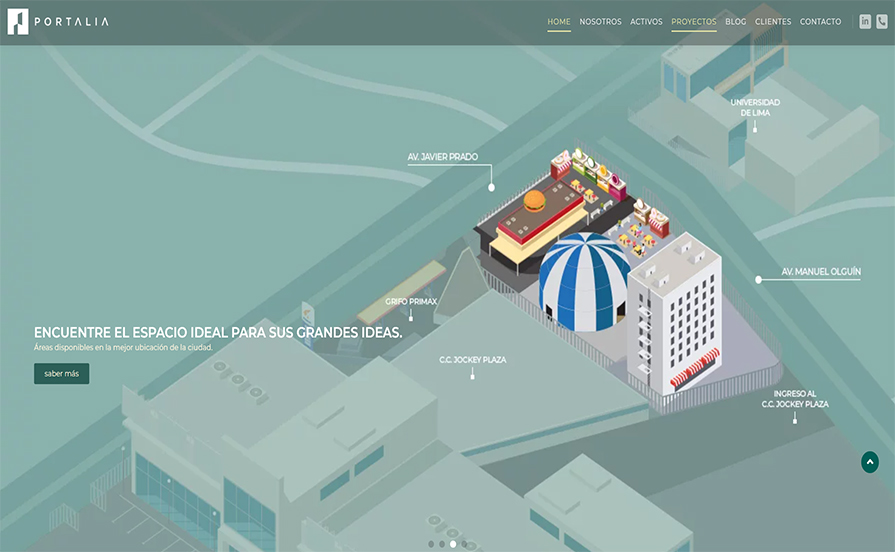 PORTALIA
HOME NOSOTROS ACTIVOS PROYECTOS BLOG CLIENTES CONTACTO
in
UNIVERSIDAD
DE LIMA
AV. JAVIER PRADO
AV. MANUEL OLGUÍN
GRIFO PRIMAX
ENCUENTRE EL ESPACIO IDEAL PARA SUS GRANDES IDEAS.
Áreas disponibles en la mejor ubicación de la ciudad.
C.C. JOCKEY PLAZA
saber más
INGRESO AL
C.C. JOCKEY PLAZA